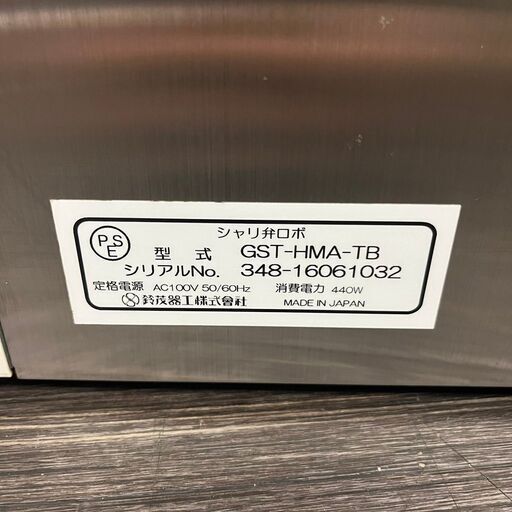 シャリ弁ロボ
PSE
型式 GST-HMA-TB
シリアルNo. 348-16061032
定格電源 AC100V 50/60Hz 消費電力 440W
鈴茂器工株式会社 MADE IN JAPAN